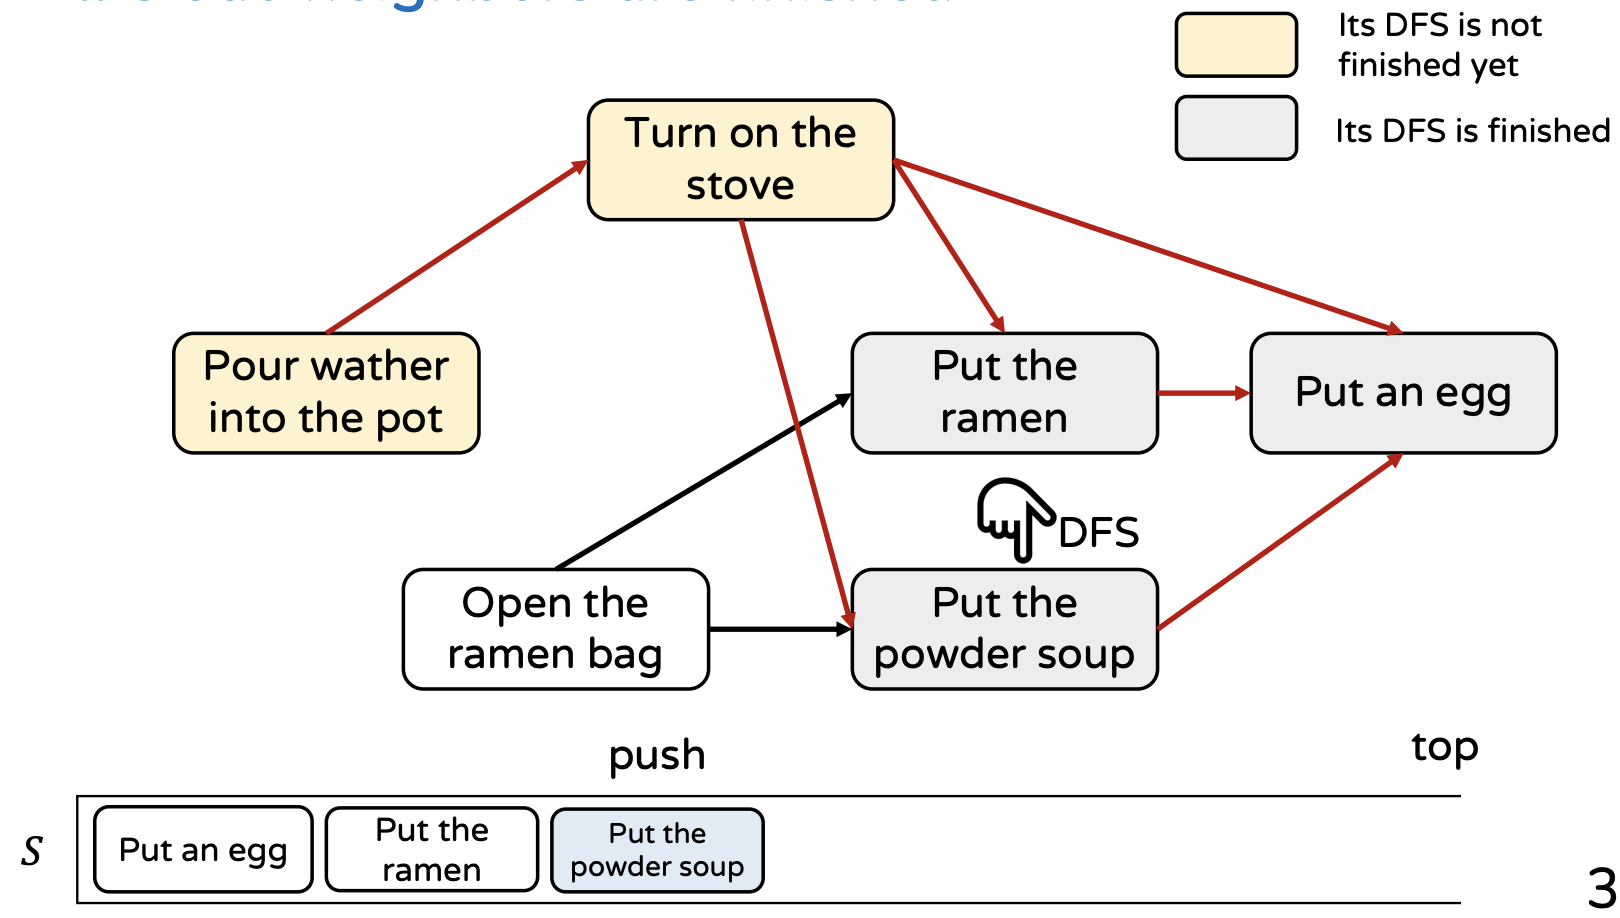 Its DFS is not
finished yet
Its DFS is finished
Turn on the
stove
Pour wather
into the pot
Put the
ramen
Put an egg
DFS
Open the
ramen bag
Put the
powder soup
push
top
S
Put an egg
Put the
ramen
Put the
powder soup
3